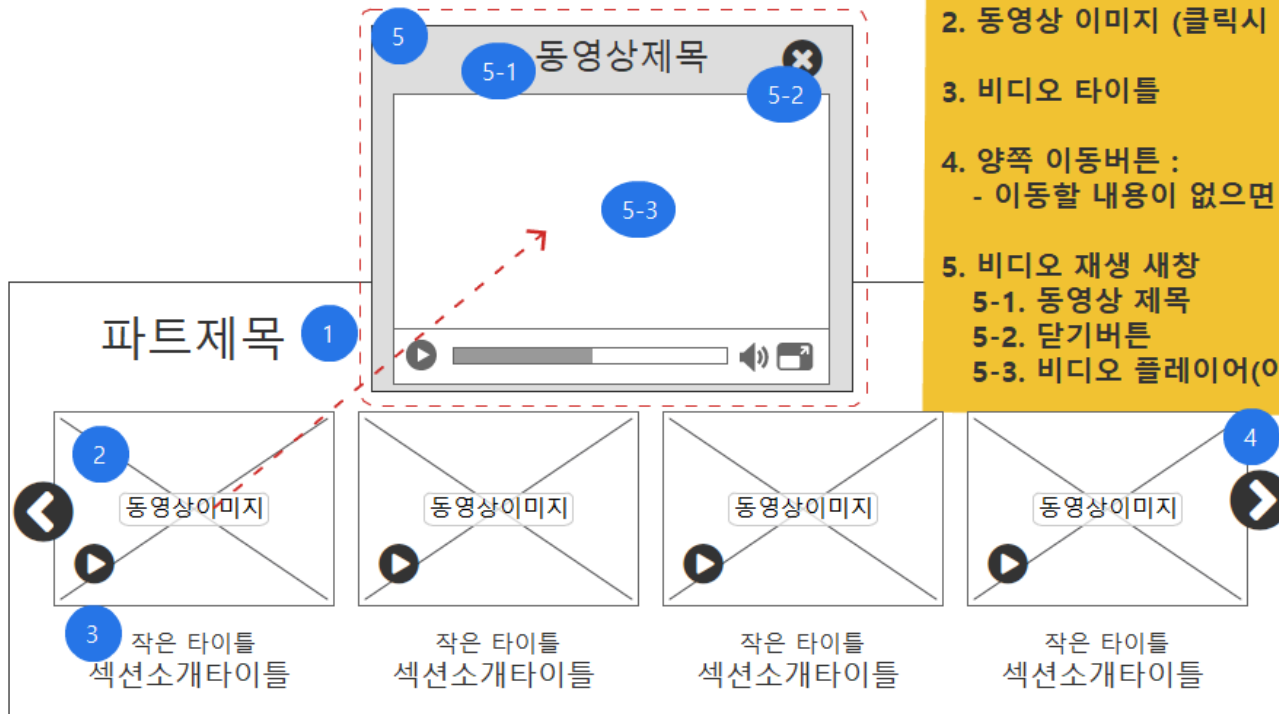 5
5-1
동영상제목
5-2
5-3
2. 동영상 이미지 (클릭시
3. 비디오 타이틀
4. 양쪽 이동버튼 :
- 이동할 내용이 없으면
5. 비디오 재생 새창
5-1. 동영상 제목
5-2. 닫기버튼
5-3. 비디오 플레이어(
파트제목
1
2
동영상이미지
동영상이미지
동영상이미지
동영상이미지
4
3
작은 타이틀
섹션소개타이틀
작은 타이틀
섹션소개타이틀
작은 타이틀
섹션소개타이틀
작은 타이틀
섹션소개타이틀